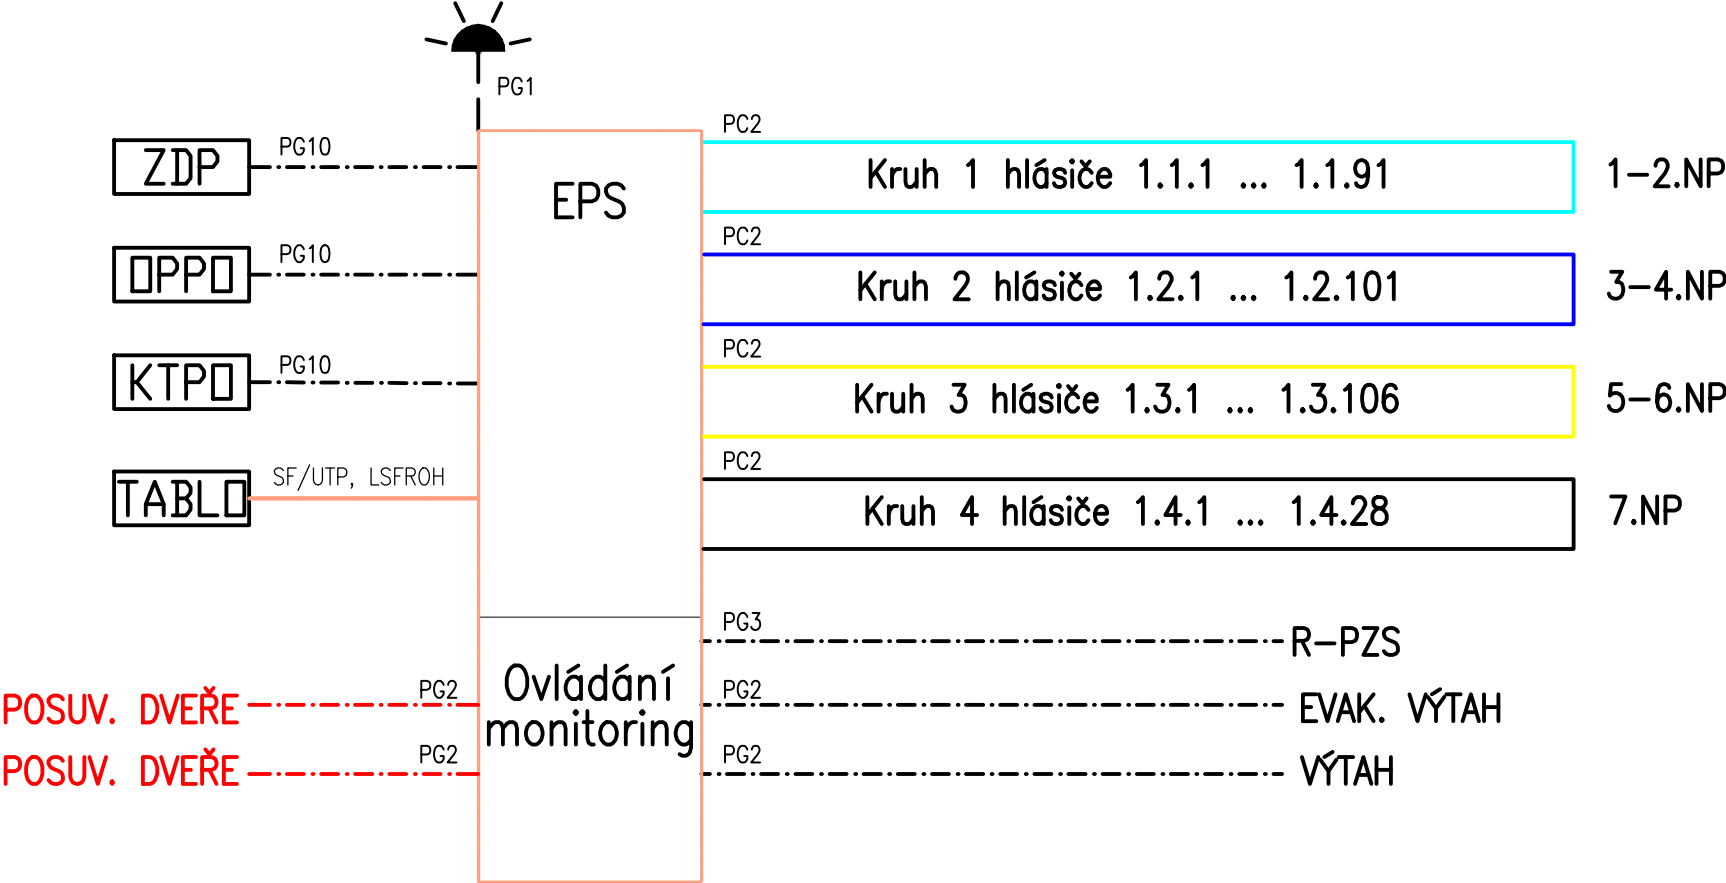 PG1
PC2
ZDP
PG10
Kruh 1 hlásiče 1.1.1 ... 1.1.91
1-2.NP
EPS
PC2
OPPO
PG10
Kruh 2 hlásiče 1.2.1 ... 1.2.101
3-4.NP
PC2
KTPO
PG10
Kruh 3 hlásiče 1.3.1 ... 1.3.106
5-6.NP
PC2
TABLO
SF/UTP, LSFROH
Kruh 4 hlásiče 1.4.1 ... 1.4.28
7.NP
PG3
R-PZS
Ovládání
monitoring
POSUV. DVEŘE
PG2
PG2
EVAK. VÝTAH
POSUV. DVEŘE
PG2
PG2
VÝTAH